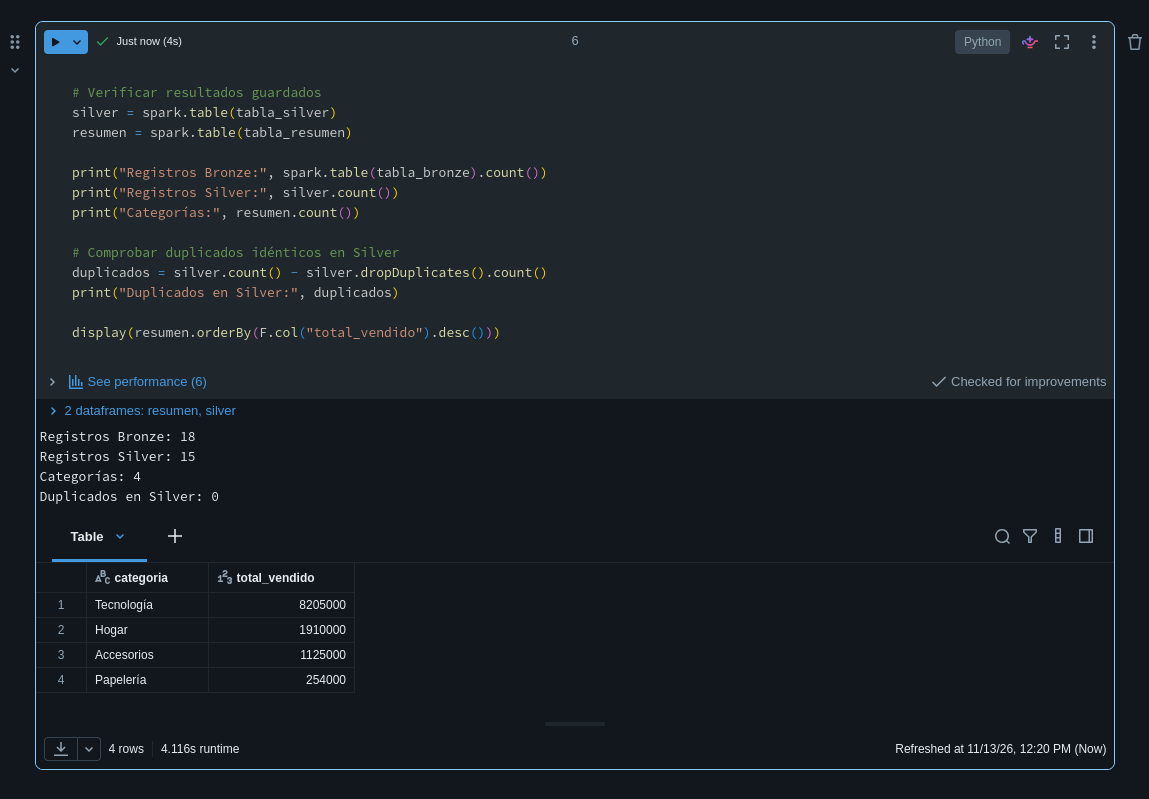 Just now (4s)
6
Python
# Verificar resultados guardados
silver = spark.table(tabla_silver)
resumen = spark.table(tabla_resumen)
print("Registros Bronze:", spark.table(tabla_bronze).count())
print("Registros Silver:", silver.count())
print("Categorías:", resumen.count())
# Comprobar duplicados idénticos en Silver
duplicados = silver.count() - silver.dropDuplicates().count()
print("Duplicados en Silver:", duplicados)
display(resumen.orderBy(F.col("total_vendido").desc()))
See performance (6)
Checked for improvements
2 dataframes: resumen, silver
Registros Bronze: 18
Registros Silver: 15
Categorías: 4
Duplicados en Silver: 0
Table
categoria total_vendido
1 Tecnología 8205000
2 Hogar 1910000
3 Accesorios 1125000
4 Papelería 254000
4 rows
4.116s runtime
Refreshed at 11/13/26, 12:20 PM (Now)